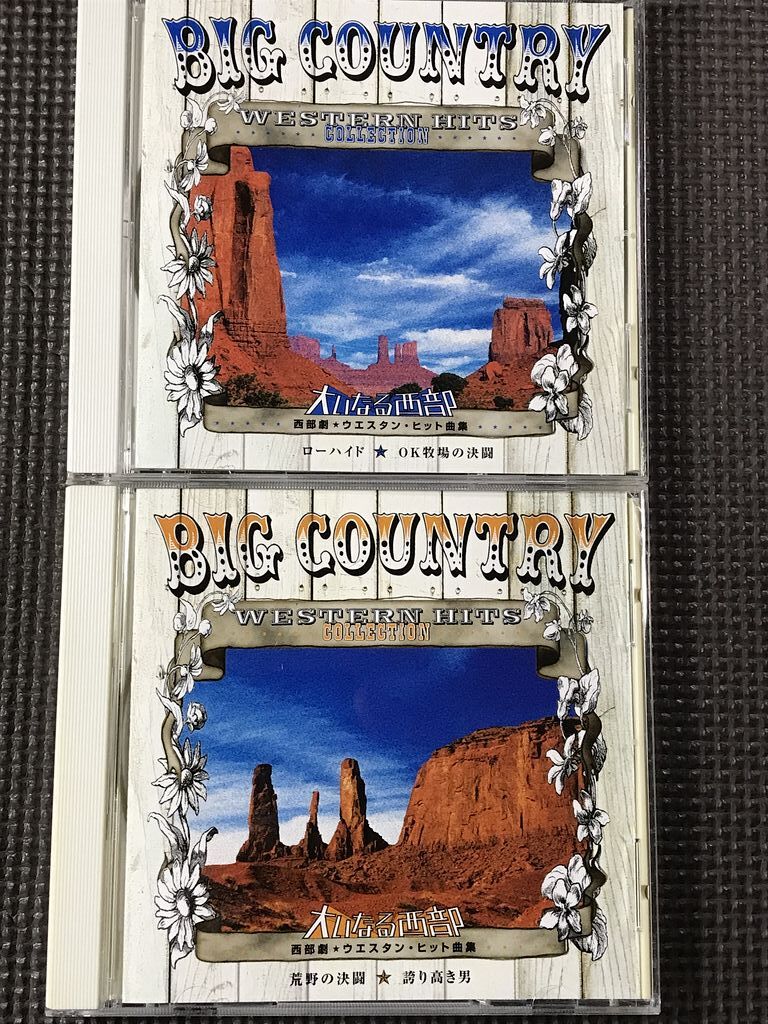 BIG COUNTRY
WESTERN HITS
COLLECTION
大いなる西部
西部劇★ウエスタン・ヒット曲集
ローハイド ★ OK牧場の決闘
BIG COUNTRY
WESTERN HITS
COLLECTION
大いなる西部
西部劇★ウエスタン・ヒット曲集
荒野の決闘 ★ 誇り高き男